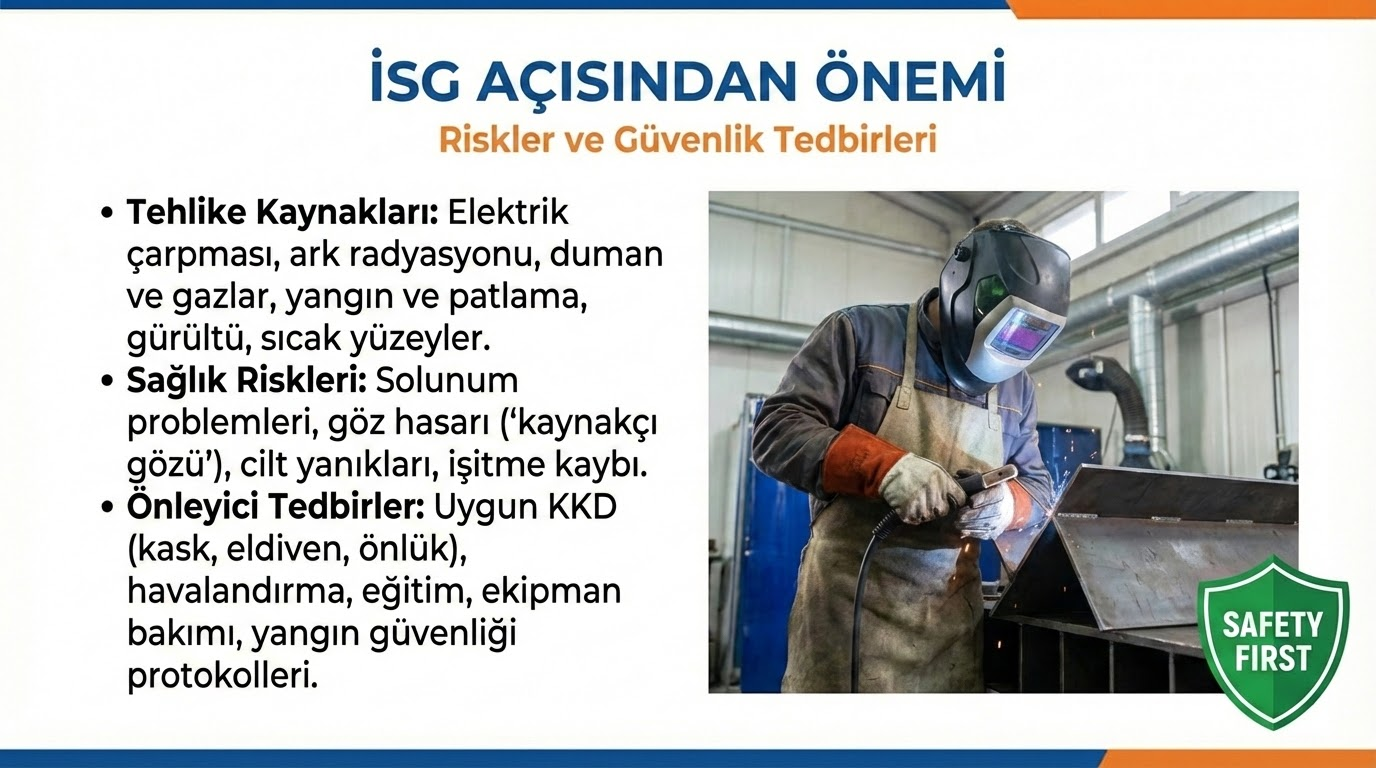 İSG AÇISINDAN ÖNEMİ
Riskler ve Güvenlik Tedbirleri
• Tehlike Kaynakları: Elektrik
çarpması, ark radyasyonu, duman
ve gazlar, yangın ve patlama,
gürültü, sıcak yüzeyler.
• Sağlık Riskleri: Solunum
problemleri, göz hasarı (‘kaynakçı
gözü’), cilt yanıkları, işitme kaybı.
• Önleyici Tedbirler: Uygun KKD
(kask, eldiven, önlük),
havalandırma, eğitim, ekipman
bakımı, yangın güvenliği
protokolleri.
SAFETY
FIRST